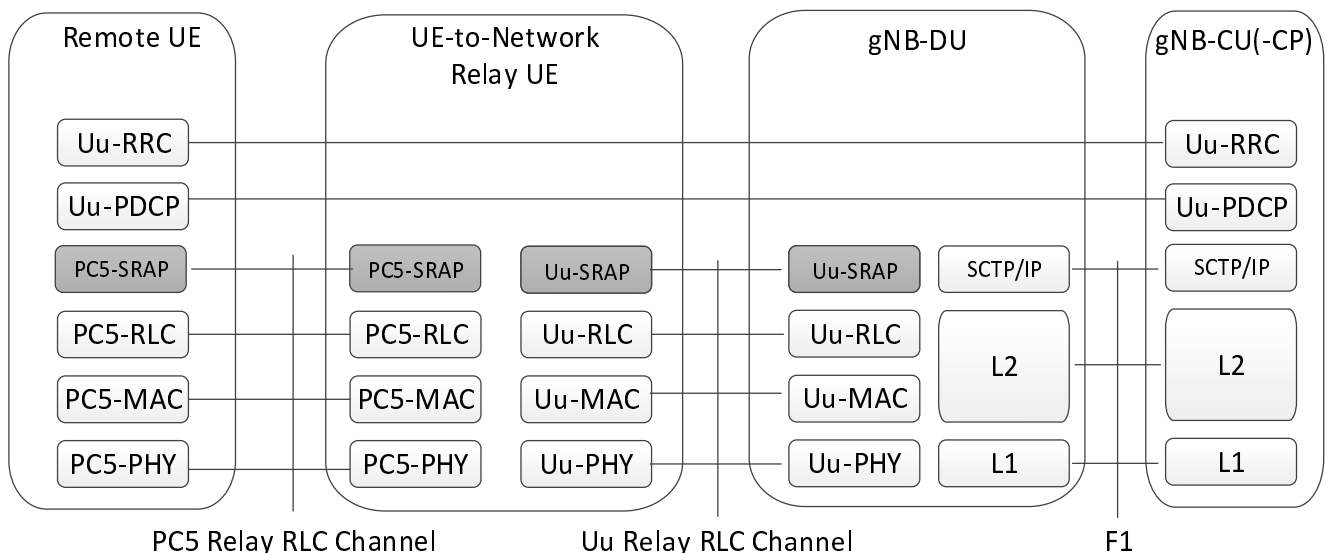 Remote UE
UE-to-Network
Relay UE
gNB-DU
gNB-CU(-CP)
Uu-RRC
Uu-RRC
Uu-PDCP
Uu-PDCP
PC5-SRAP
PC5-SRAP
Uu-SRAP
Uu-SRAP
SCTP/IP
SCTP/IP
PC5-RLC
PC5-RLC
Uu-RLC
Uu-RLC
L2
L2
PC5-MAC
PC5-MAC
Uu-MAC
Uu-MAC
PC5-PHY
PC5-PHY
Uu-PHY
Uu-PHY
L1
L1
PC5 Relay RLC Channel
Uu Relay RLC Channel
F1